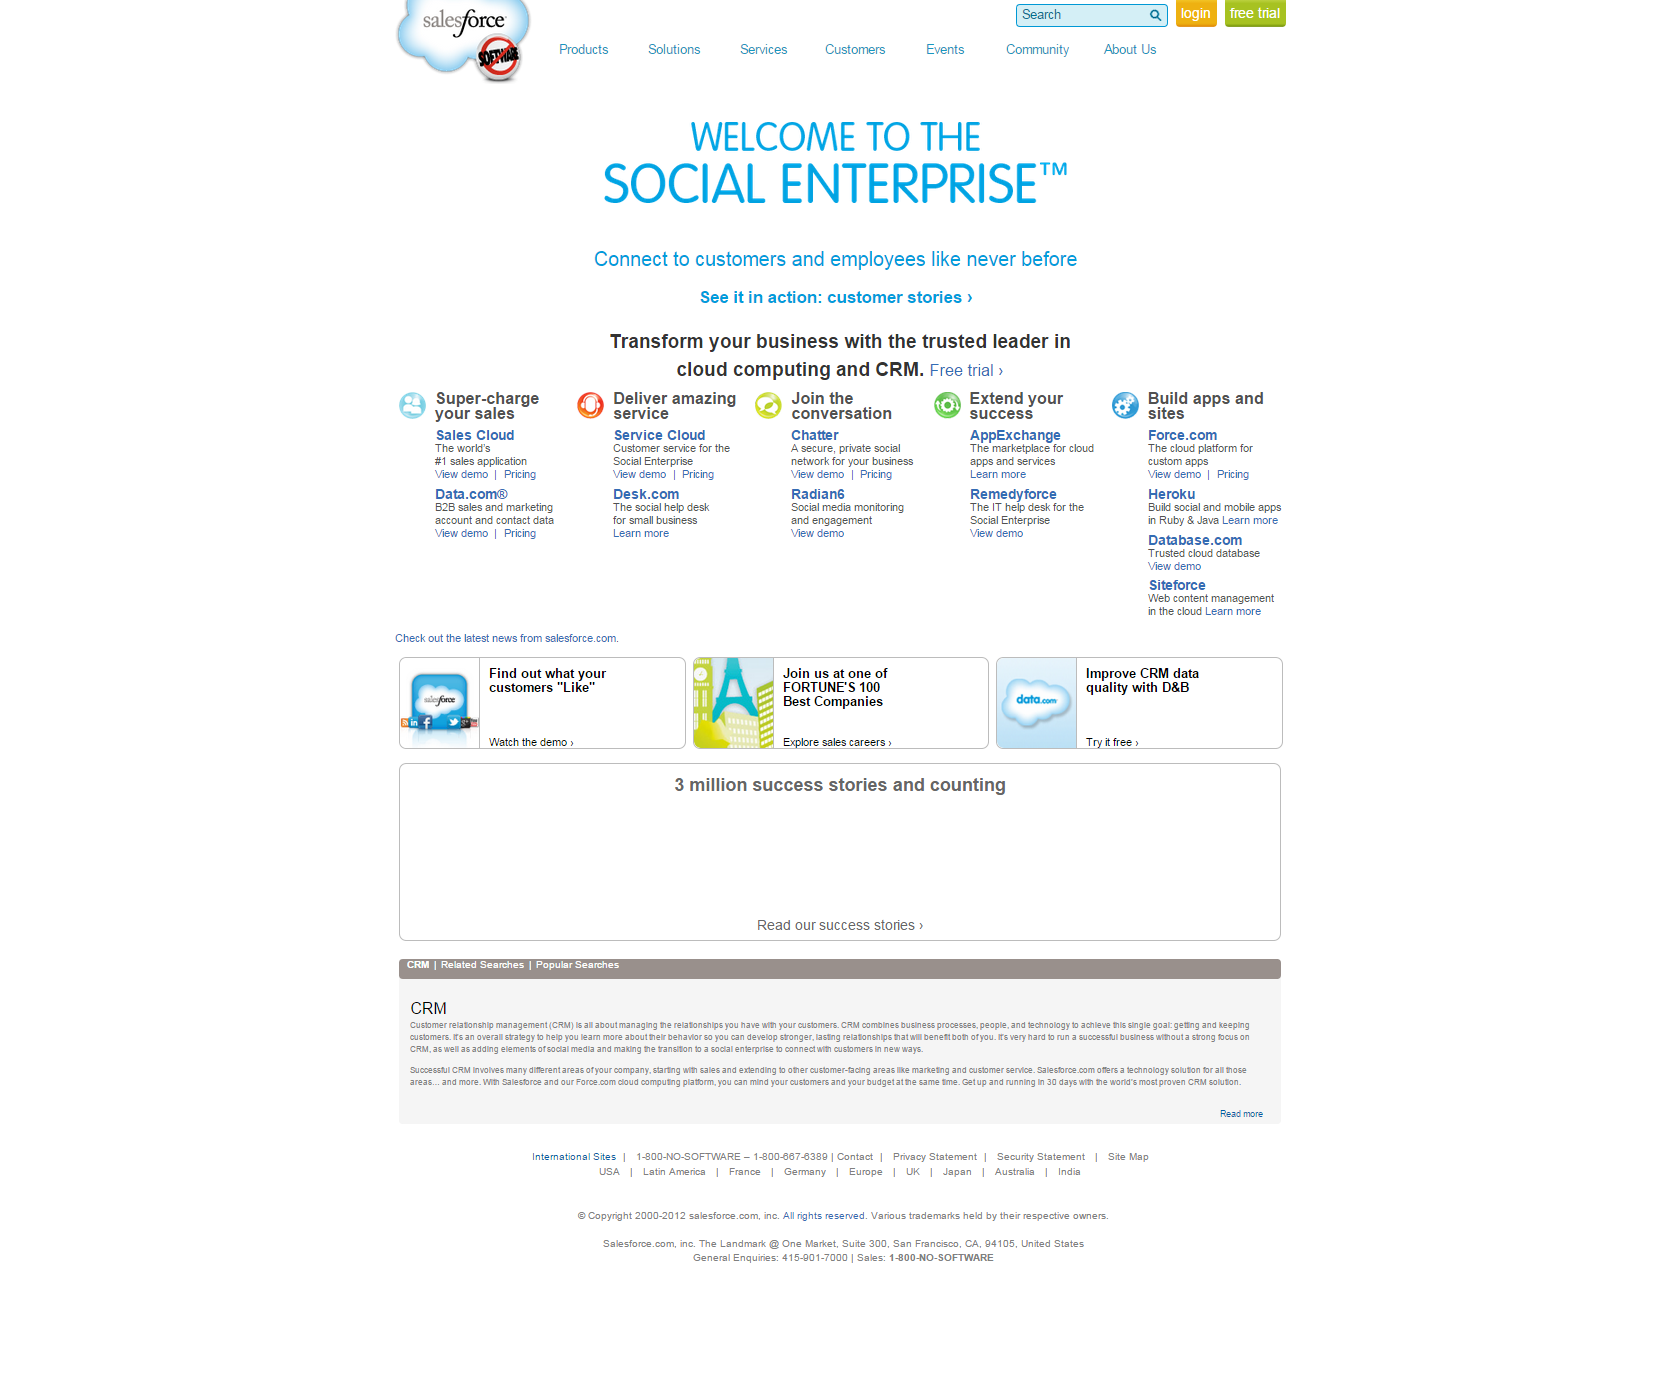 salesforce
SOFTWARE
Search
login
free trial
Products
Solutions
Services
Customers
Events
Community
About Us
WELCOME TO THE
SOCIAL ENTERPRISE™
Connect to customers and employees like never before
See it in action: customer stories ›
Transform your business with the trusted leader in
cloud computing and CRM. Free trial ›
Super-charge
your sales
Sales Cloud
The world's
#1 sales application
View demo | Pricing
Data.com®
B2B sales and marketing
account and contact data
View demo | Pricing
Deliver amazing
service
Service Cloud
Customer service for the
Social Enterprise
View demo | Pricing
Desk.com
The social help desk
for small business
Learn more
Join the
conversation
Chatter
A secure, private social
network for your business
View demo | Pricing
Radian6
Social media monitoring
and engagement
View demo
Extend your
success
AppExchange
The marketplace for cloud
apps and services
Learn more
Remedyforce
The IT help desk for the
Social Enterprise
View demo
Build apps and
sites
Force.com
The cloud platform for
custom apps
View demo | Pricing
Heroku
Build social and mobile apps
in Ruby & Java Learn more
Database.com
Trusted cloud database
View demo
Siteforce
Web content management
in the cloud Learn more
Check out the latest news from salesforce.com.
salesforce
Find out what your
customers "Like"
Watch the demo ›
Join us at one of
FORTUNE'S 100
Best Companies
Explore sales careers ›
data.com
Improve CRM data
quality with D&B
Try it free ›
3 million success stories and counting
Read our success stories ›
CRM | Related Searches | Popular Searches
CRM
Customer relationship management (CRM) is all about managing the relationships you have with your customers. CRM combines business processes, people, and technology to achieve this single goal: getting and keeping
customers. It's an overall strategy to help you learn more about their behavior so you can develop stronger, lasting relationships that will benefit both of you. It's very hard to run a successful business without a strong focus on
CRM, as well as adding elements of social media and making the transition to a social enterprise to connect with customers in new ways.
Successful CRM involves many different areas of your company, starting with sales and extending to other customer-facing areas like marketing and customer service. Salesforce.com offers a technology solution for all those
areas... and more. With Salesforce and our Force.com cloud computing platform, you can mind your customers and your budget at the same time. Get up and running in 30 days with the world's most proven CRM solution.
Read more
International Sites | 1-800-NO-SOFTWARE – 1-800-667-6389 | Contact | Privacy Statement | Security Statement | Site Map
USA | Latin America | France | Germany | Europe | UK | Japan | Australia | India
© Copyright 2000-2012 salesforce.com, inc. All rights reserved. Various trademarks held by their respective owners.
Salesforce.com, inc. The Landmark @ One Market, Suite 300, San Francisco, CA, 94105, United States
General Enquiries: 415-901-7000 | Sales: 1-800-NO-SOFTWARE